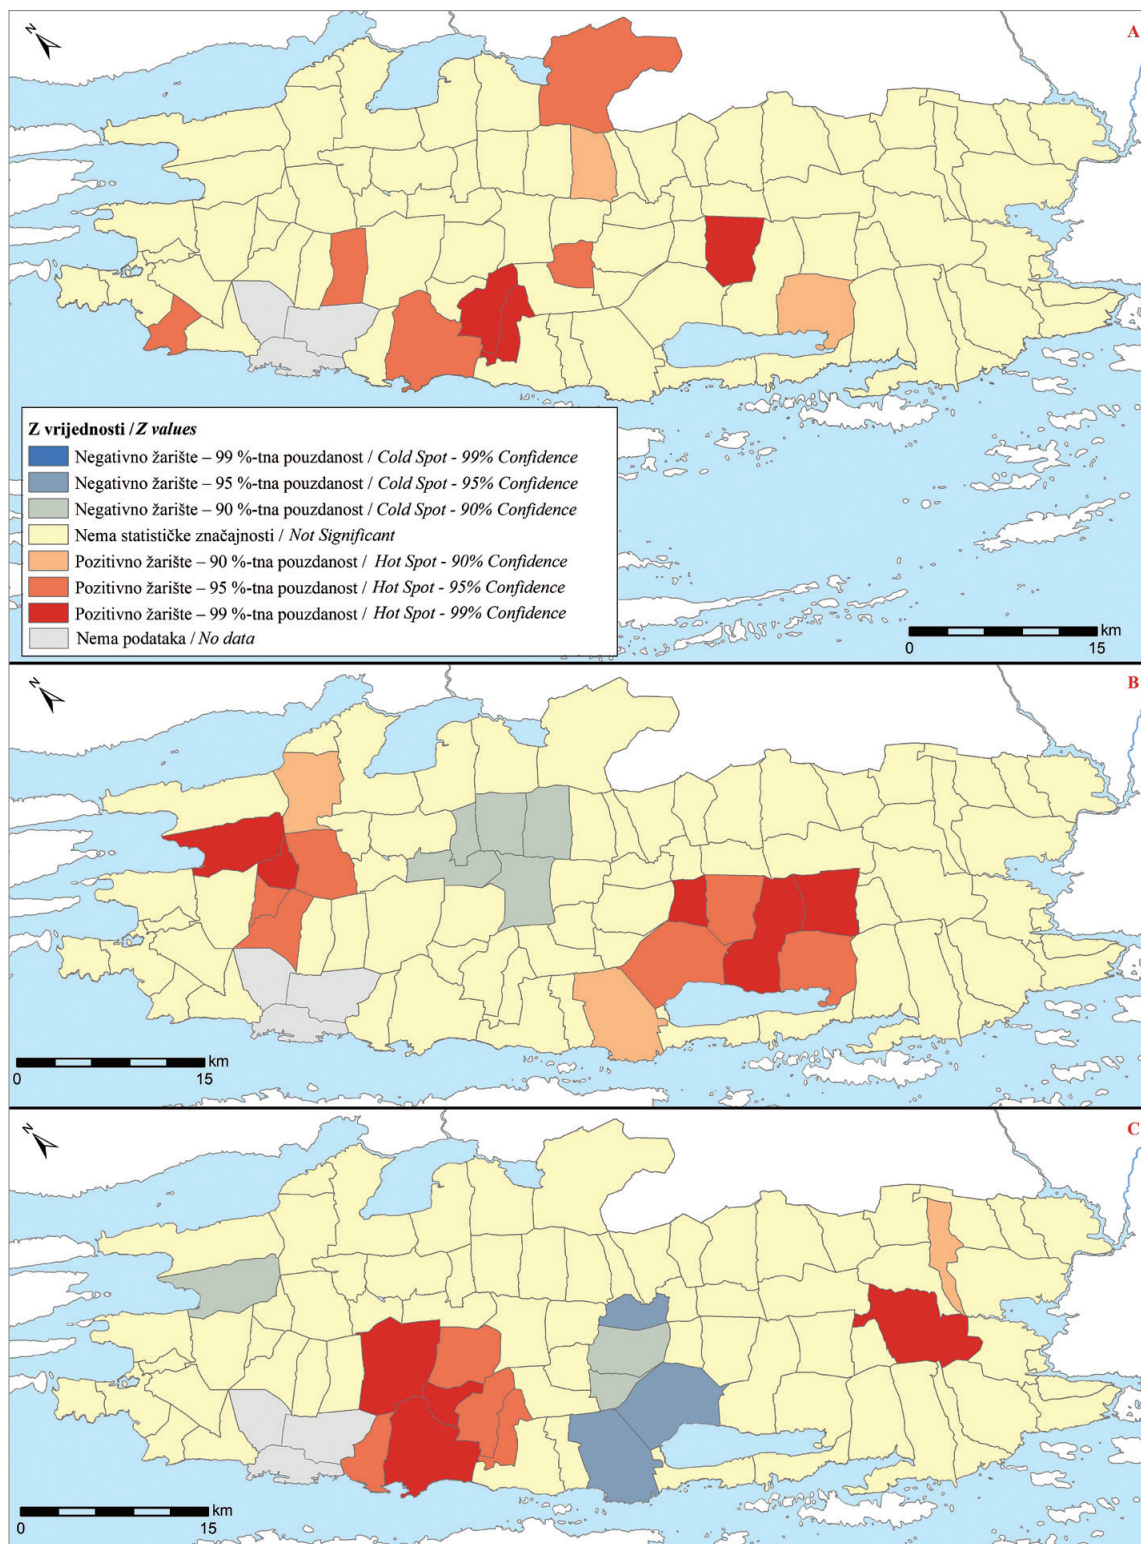 N
A
Z vrijednosti / Z values
Negativno žarište – 99 %-tna pouzdanost / Cold Spot - 99% Confidence
Negativno žarište – 95 %-tna pouzdanost / Cold Spot - 95% Confidence
Negativno žarište – 90 %-tna pouzdanost / Cold Spot - 90% Confidence
Nema statističke značajnosti / Not Significant
Pozitivno žarište – 90 %-tna pouzdanost / Hot Spot - 90% Confidence
Pozitivno žarište – 95 %-tna pouzdanost / Hot Spot - 95% Confidence
Pozitivno žarište – 99 %-tna pouzdanost / Hot Spot - 99% Confidence
Nema podataka / No data
km
0 15
N
B
km
0 15
N
C
km
0 15